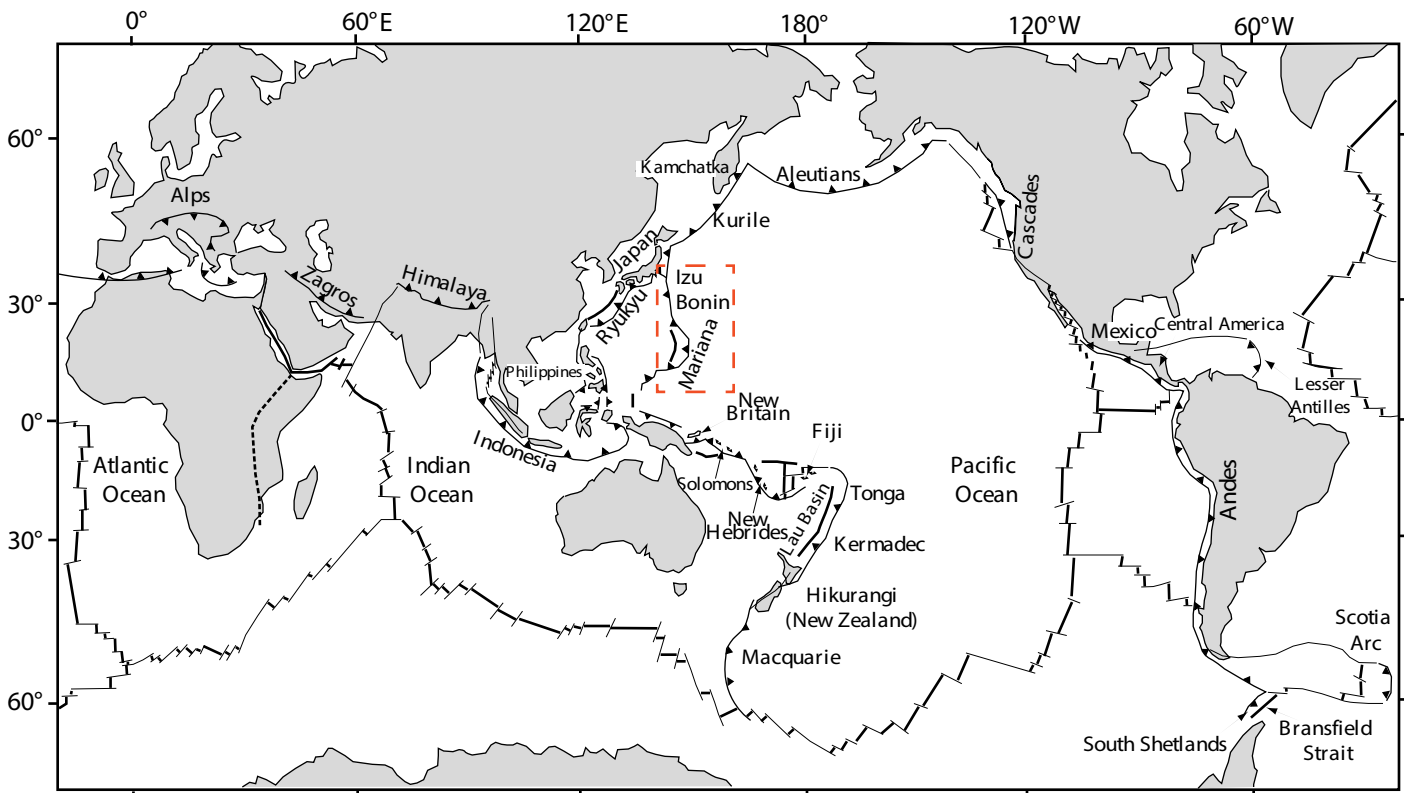 0°
60°E
120°E
180°
120°W
60°W
60°
30°
0°
30°
60°
Alps
Zagros
Himalaya
Kamchatka
Aleutians
Kurile
Japan
Ryukyu
Izu
Bonin
Mariana
Philippines
Indonesia
New
Britain
Solomons
New
Hebrides
Fiji
Lau Basin
Tonga
Kermadec
Hikurangi
(New Zealand)
Macquarie
Cascades
Mexico
Central America
Lesser
Antilles
Andes
Scotia
Arc
South Shetlands
Bransfield
Strait
Atlantic
Ocean
Indian
Ocean
Pacific
Ocean